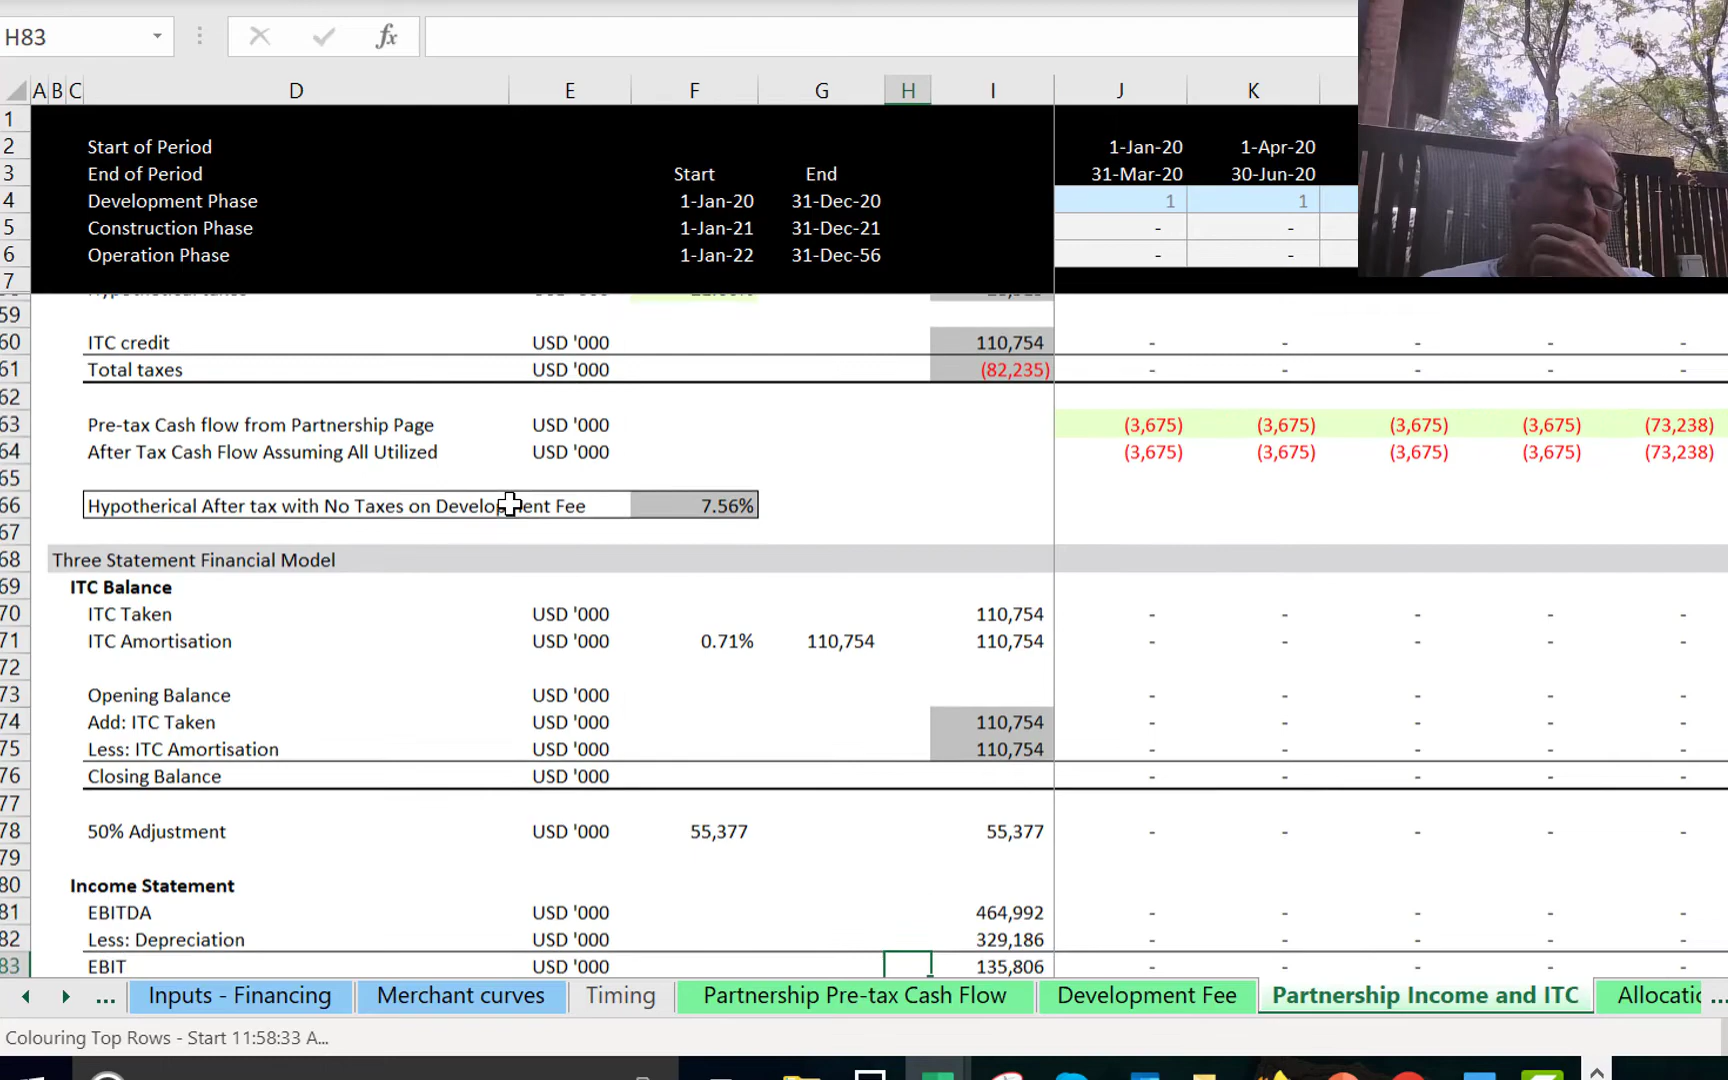 H83 fx
A B C D E F G H I J K
1
2 Start of Period 1-Jan-20 1-Apr-20
3 End of Period Start End 31-Mar-20 30-Jun-20
4 Development Phase 1-Jan-20 31-Dec-20 1 1
5 Construction Phase 1-Jan-21 31-Dec-21 - -
6 Operation Phase 1-Jan-22 31-Dec-56 - -
7
59
60 ITC credit USD '000 110,754 - - - - -
61 Total taxes USD '000 (82,235) - - - - -
62
63 Pre-tax Cash flow from Partnership Page USD '000 (3,675) (3,675) (3,675) (3,675) (73,238)
64 After Tax Cash Flow Assuming All Utilized USD '000 (3,675) (3,675) (3,675) (3,675) (73,238)
65
66 Hypotherical After tax with No Taxes on Development Fee 7.56%
67
68 Three Statement Financial Model
69 ITC Balance
70 ITC Taken USD '000 110,754 - - - - -
71 ITC Amortisation USD '000 0.71% 110,754 110,754 - - - - -
72
73 Opening Balance USD '000 - - - - -
74 Add: ITC Taken USD '000 110,754 - - - - -
75 Less: ITC Amortisation USD '000 110,754 - - - - -
76 Closing Balance USD '000 - - - - -
77
78 50% Adjustment USD '000 55,377 55,377 - - - - -
79
80 Income Statement
81 EBITDA USD '000 464,992 - - - - -
82 Less: Depreciation USD '000 329,186 - - - - -
83 EBIT USD '000 135,806 - - - - -
... Inputs - Financing Merchant curves Timing Partnership Pre-tax Cash Flow Development Fee Partnership Income and ITC Allocatic ...
Colouring Top Rows - Start 11:58:33 A...